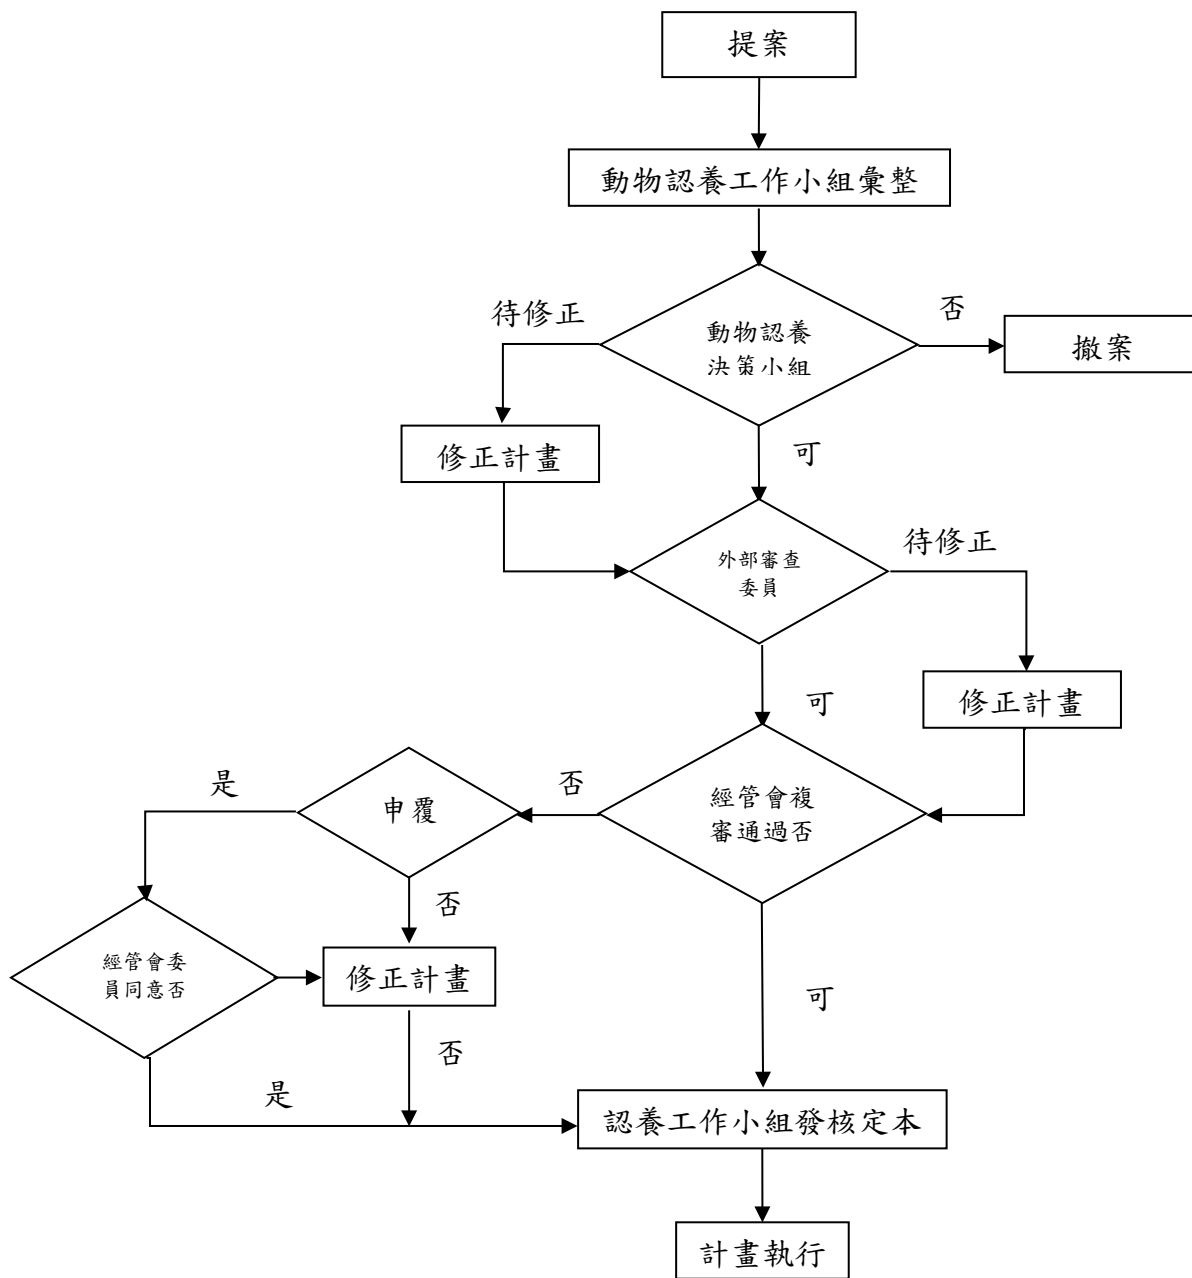 提案
動物認養工作小組彙整
待修正
否
動物認養
決策小組
撤案
修正計畫
可
外部審查
委員
待修正
修正計畫
可
是
申覆
否
經管會複
審通過否
否
經管會委
員同意否
修正計畫
可
否
是
認養工作小組發核定本
計畫執行